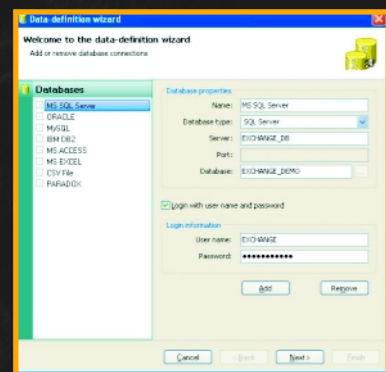 Data-definition wizard
Welcome to the data-definition wizard
Add or remove database connections
Databases
MS SQL Server
ORACLE
MySQL
IBM DB2
MS ACCESS
MS EXCEL
CSV File
PARADOX
Database properties
Name: MS SQL Server
Database type: SQL Server
Server: EXCHANGE_DB
Port:
Database: EXCHANGE_DEMO
Login with user name and password
Login information
User name: EXCHANGE
Password: •••••••••••
Add Remove
Cancel < Back Next > Finish